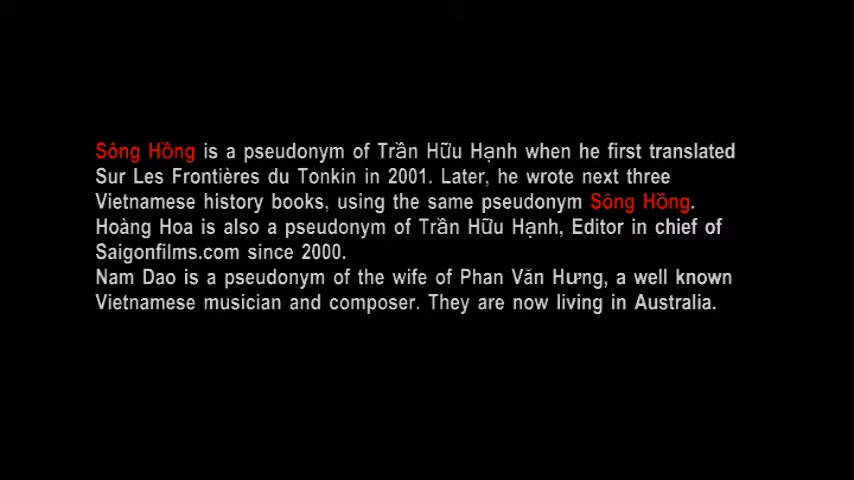 Sông Hồng is a pseudonym of Trần Hữu Hạnh when he first translated
Sur Les Frontières du Tonkin in 2001. Later, he wrote next three
Vietnamese history books, using the same pseudonym Sông Hồng.
Hoàng Hoa is also a pseudonym of Trần Hữu Hạnh, Editor in chief of
Saigonfilms.com since 2000.
Nam Dao is a pseudonym of the wife of Phan Văn Hưng, a well known
Vietnamese musician and composer. They are now living in Australia.